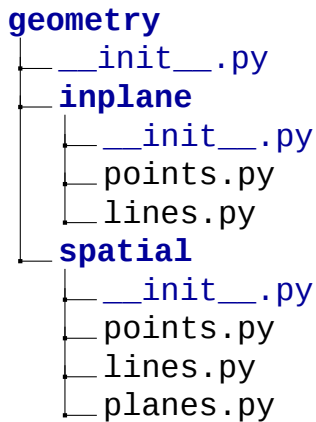 geometry
__init__.py
inplane
__init__.py
points.py
lines.py
spatial
__init__.py
points.py
lines.py
planes.py